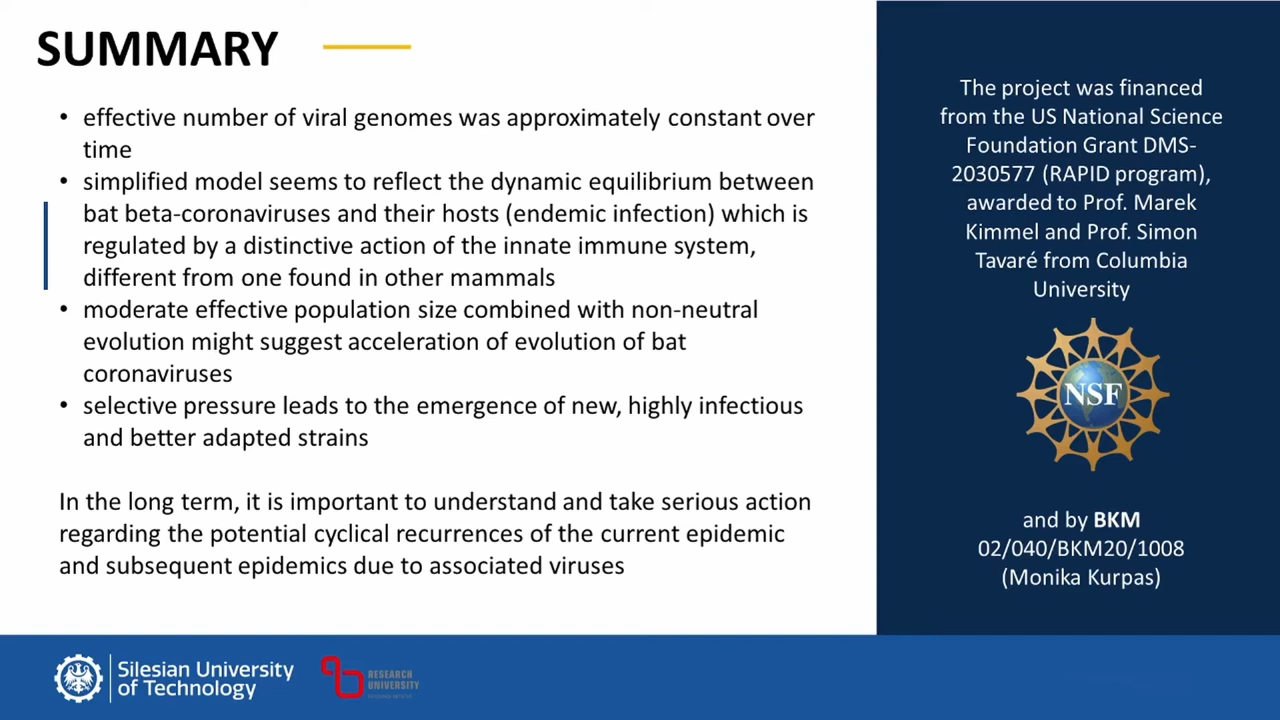 SUMMARY
• effective number of viral genomes was approximately constant over
time
• simplified model seems to reflect the dynamic equilibrium between
bat beta-coronaviruses and their hosts (endemic infection) which is
regulated by a distinctive action of the innate immune system,
different from one found in other mammals
• moderate effective population size combined with non-neutral
evolution might suggest acceleration of evolution of bat
coronaviruses
• selective pressure leads to the emergence of new, highly infectious
and better adapted strains
In the long term, it is important to understand and take serious action
regarding the potential cyclical recurrences of the current epidemic
and subsequent epidemics due to associated viruses
The project was financed
from the US National Science
Foundation Grant DMS-
2030577 (RAPID program),
awarded to Prof. Marek
Kimmel and Prof. Simon
Tavaré from Columbia
University
NSF
and by BKM
02/040/BKM20/1008
(Monika Kurpas)
Silesian University
of Technology
RESEARCH
UNIVERSITY